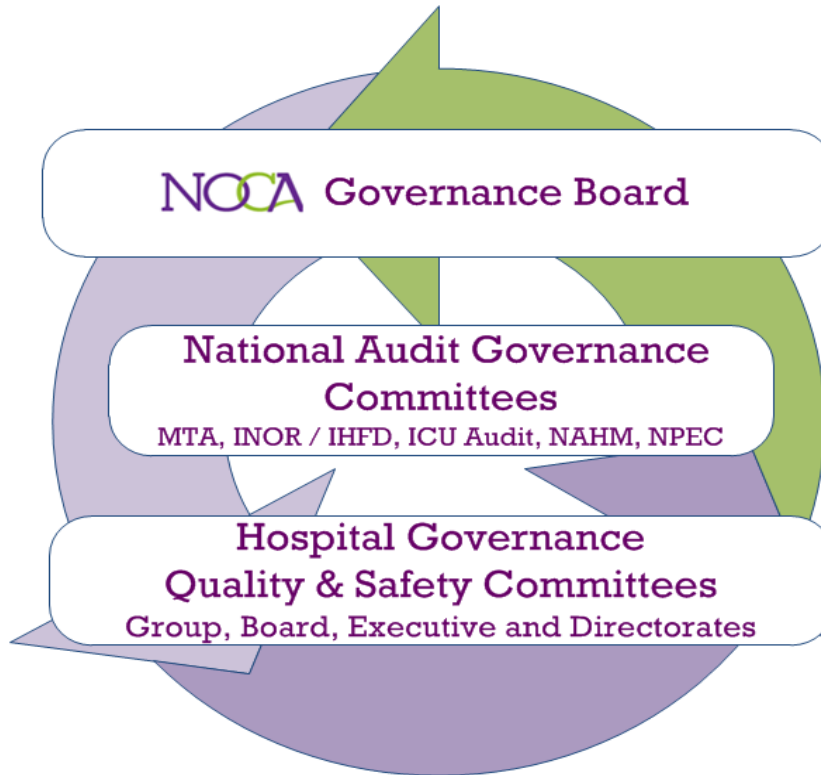 NOCA Governance Board
National Audit Governance
Committees
MTA, INOR / IHFD, ICU Audit, NAHM, NPEC
Hospital Governance
Quality & Safety Committees
Group, Board, Executive and Directorates